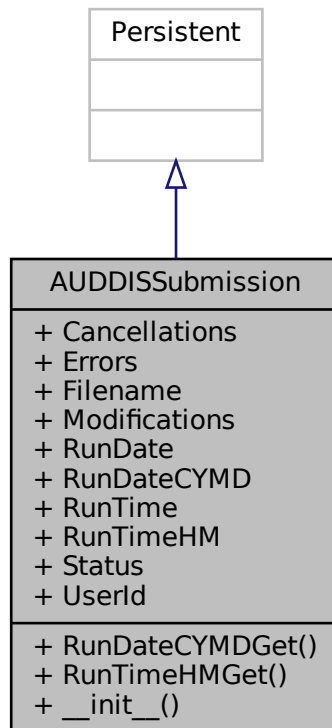 Persistent
AUDDISSubmission
+ Cancellations
+ Errors
+ Filename
+ Modifications
+ RunDate
+ RunDateCYMD
+ RunTime
+ RunTimeHM
+ Status
+ UserId
+ RunDateCYMDGet()
+ RunTimeHMGet()
+ __init__()